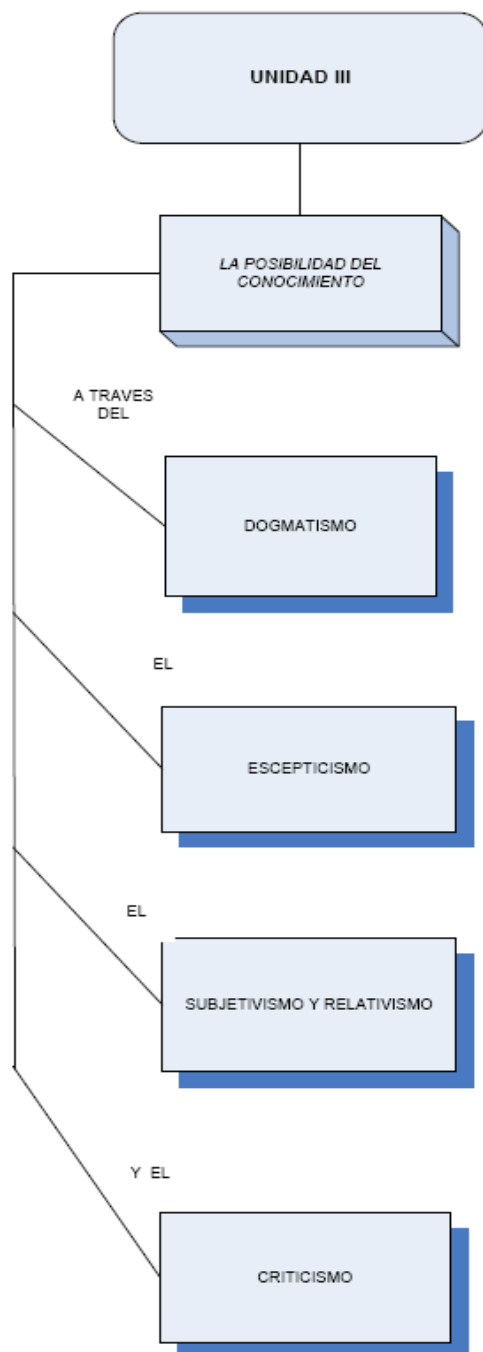 UNIDAD III
LA POSIBILIDAD DEL
CONOCIMIENTO
A TRAVES
DEL
DOGMATISMO
EL
ESCEPTICISMO
EL
SUBJETIVISMO Y RELATIVISMO
Y EL
CRITICISMO